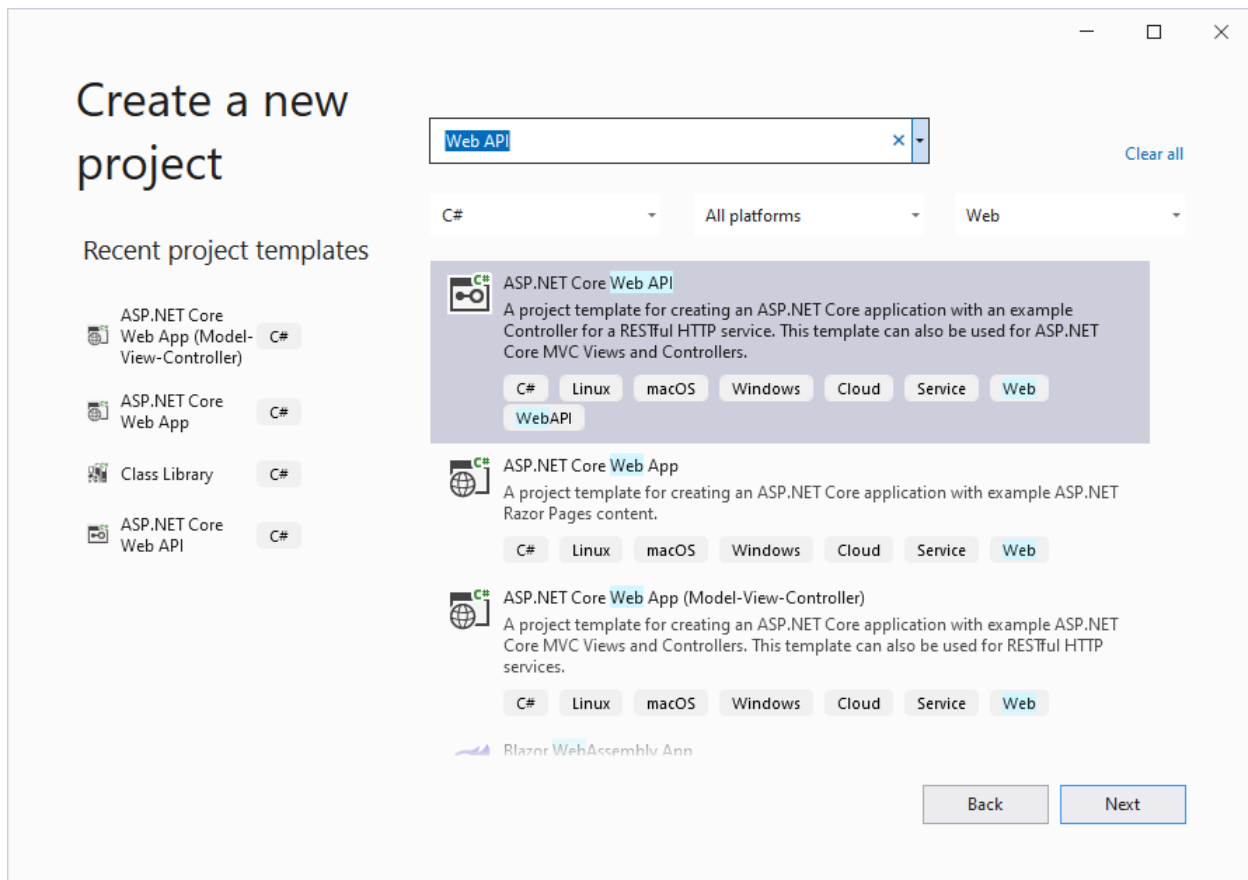 Create a new
project
Recent project templates
ASP.NET Core
Web App (Model-
View-Controller)
C#
ASP.NET Core
Web App
C#
Class Library
C#
ASP.NET Core
Web API
C#
Web API
Clear all
C#
All platforms
Web
ASP.NET Core Web API
A project template for creating an ASP.NET Core application with an example
Controller for a RESTful HTTP service. This template can also be used for ASP.NET
Core MVC Views and Controllers.
C# Linux macOS Windows Cloud Service Web
WebAPI
ASP.NET Core Web App
A project template for creating an ASP.NET Core application with example ASP.NET
Razor Pages content.
C# Linux macOS Windows Cloud Service Web
ASP.NET Core Web App (Model-View-Controller)
A project template for creating an ASP.NET Core application with example ASP.NET
Core MVC Views and Controllers. This template can also be used for RESTful HTTP
services.
C# Linux macOS Windows Cloud Service Web
Blazor WebAssembly App
Back
Next